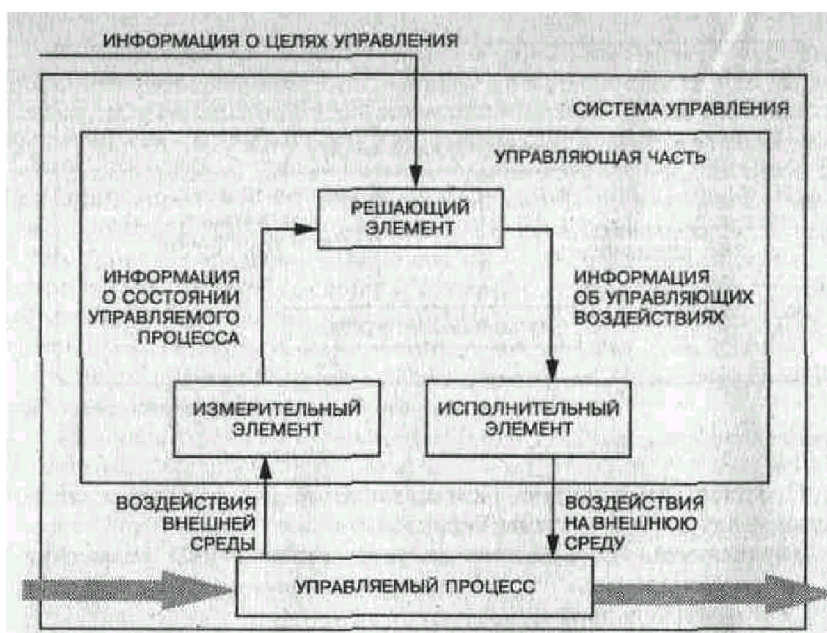 ИНФОРМАЦИЯ О ЦЕЛЯХ УПРАВЛЕНИЯ
СИСТЕМА УПРАВЛЕНИЯ
УПРАВЛЯЮЩАЯ ЧАСТЬ
РЕШАЮЩИЙ
ЭЛЕМЕНТ
ИНФОРМАЦИЯ
О СОСТОЯНИИ
УПРАВЛЯЕМОГО
ПРОЦЕССА
ИНФОРМАЦИЯ
ОБ УПРАВЛЯЮЩИХ
ВОЗДЕЙСТВИЯХ
ИЗМЕРИТЕЛЬНЫЙ
ЭЛЕМЕНТ
ИСПОЛНИТЕЛЬНЫЙ
ЭЛЕМЕНТ
ВОЗДЕЙСТВИЯ
ВНЕШНЕЙ
СРЕДЫ
ВОЗДЕЙСТВИЯ
НА ВНЕШНЮЮ
СРЕДУ
УПРАВЛЯЕМЫЙ ПРОЦЕСС